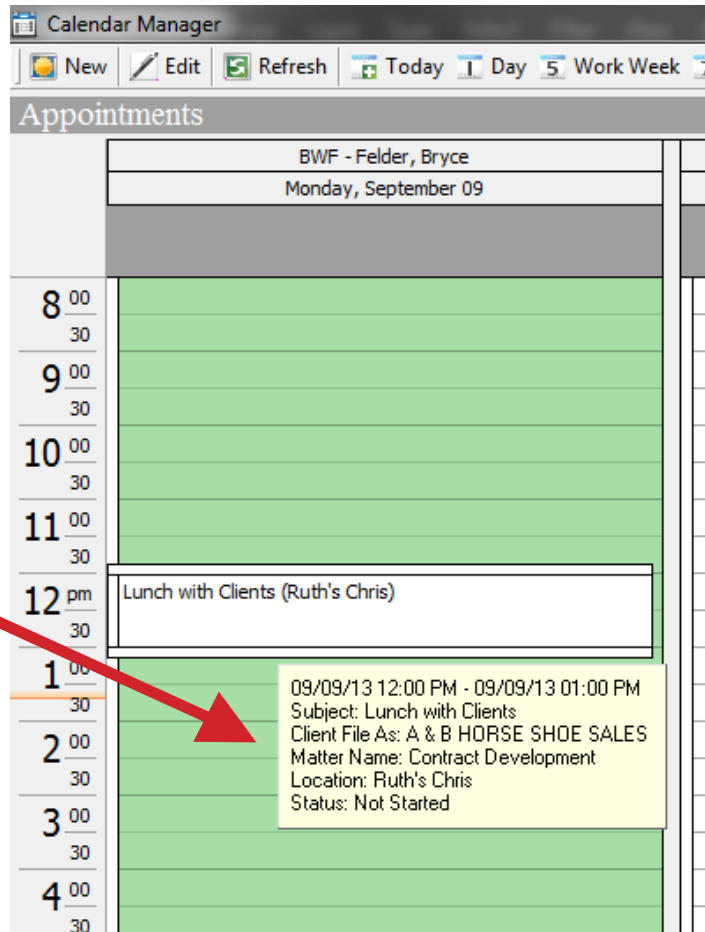 Calendar Manager
New Edit Refresh Today 1 Day 5 Work Week
Appointments
BWF - Felder, Bryce
Monday, September 09
8 00
30
9 00
30
10 00
30
11 00
30
12 pm
Lunch with Clients (Ruth's Chris)
30
1 00
30
2 00
30
3 00
30
4 00
30
09/09/13 12:00 PM - 09/09/13 01:00 PM
Subject: Lunch with Clients
Client File As: A & B HORSE SHOE SALES
Matter Name: Contract Development
Location: Ruth's Chris
Status: Not Started